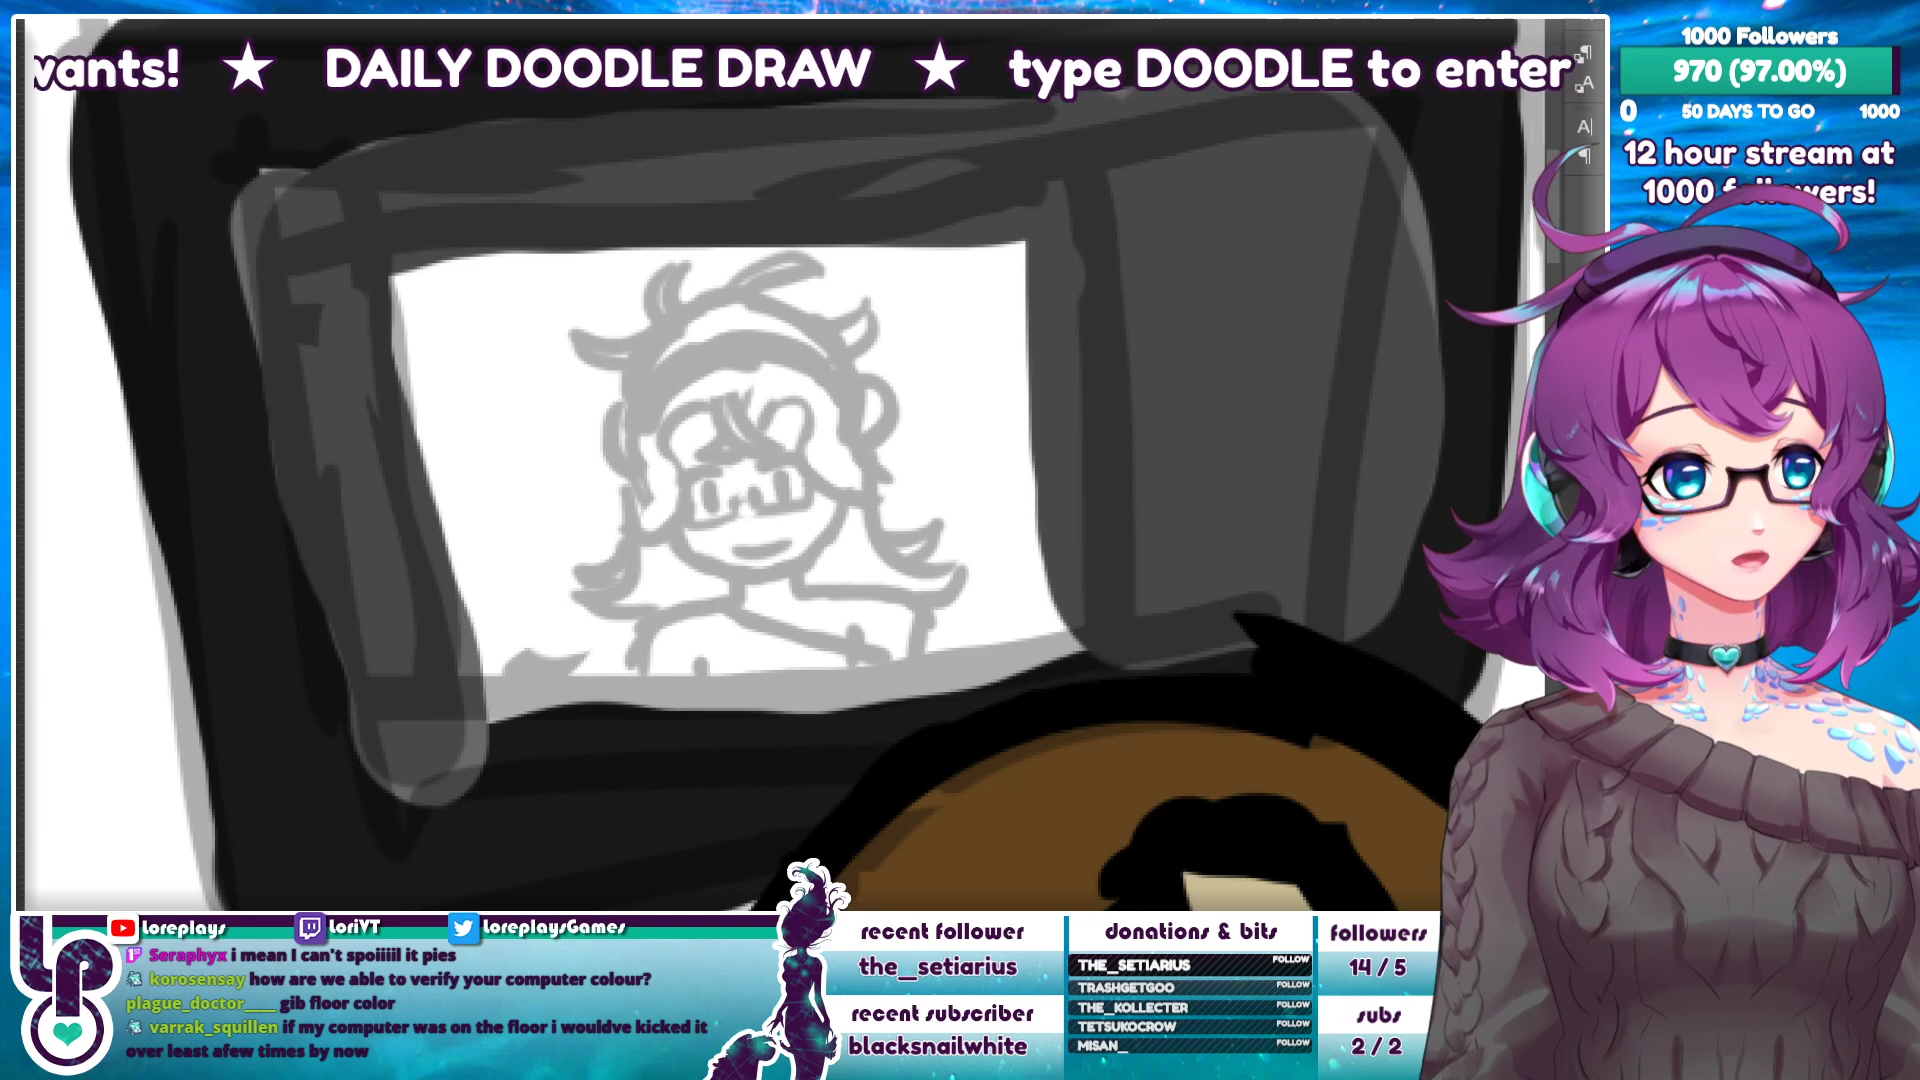 wants! ★ DAILY DOODLE DRAW ★ type DOODLE to enter
1000 Followers
970 (97.00%)
0 50 DAYS TO GO 1000
12 hour stream at
1000 followers!
Loreplays LoriVT LoreplaysGames
Seraphyx i mean I can't spoiiiil it pies
korosensay how are we able to verify your computer colour?
plague_doctor____ gib floor color
varrak_squillen if my computer was on the floor i wouldve kicked it
over least afew times by now
recent follower
the_setiarius
recent subscriber
blacksnailwhite
donations & bits
THE_SETIARIUS FOLLOW
TRASHGETGOO FOLLOW
THE_KOLLECTER FOLLOW
TETSUKOCROW FOLLOW
MISAN_ FOLLOW
followers
14 / 5
subs
2 / 2